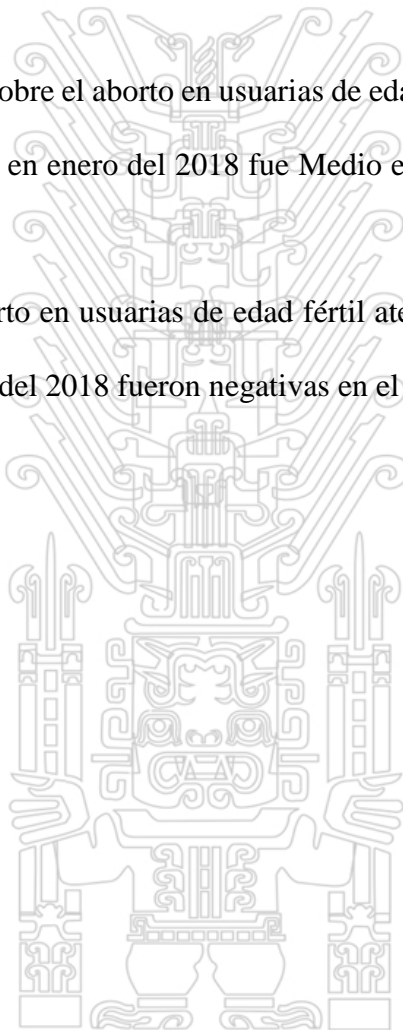 sobre el aborto en usuarias de eda
en enero del 2018 fue Medio e
rto en usuarias de edad fértil ate
del 2018 fueron negativas en el